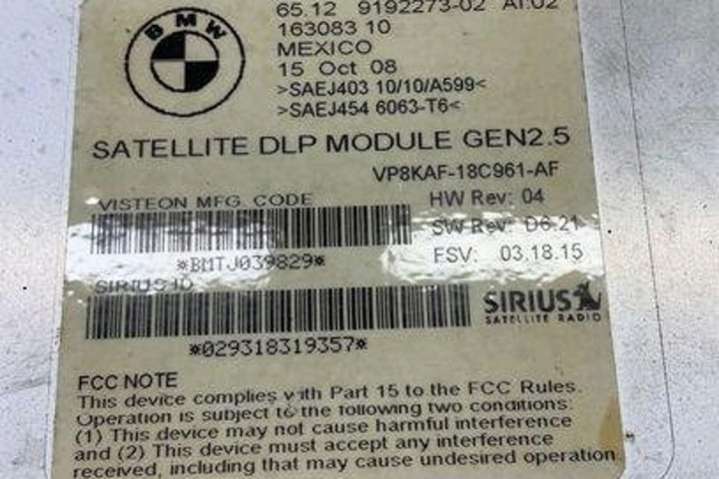 BMW
65.12 9192273-02 AI:02
163083 10
MEXICO
15 Oct 08
>SAEJ403 10/10/A599<
>SAEJ454 6063-T6<
SATELLITE DLP MODULE GEN2.5
VP8KAF-18C961-AF
VISTEON MFG. CODE
HW Rev: 04
SW Rev: D6.21
*BMTJ039829*
FSV: 03.18.15
SIRIUS ID
SIRIUS
SATELLITE RADIO
*029318319357*
FCC NOTE
This device complies with Part 15 to the FCC Rules.
Operation is subject to the following two conditions:
(1) This device may not cause harmful interference
and (2) This device must accept any interference
received, including that may cause undesired operation.